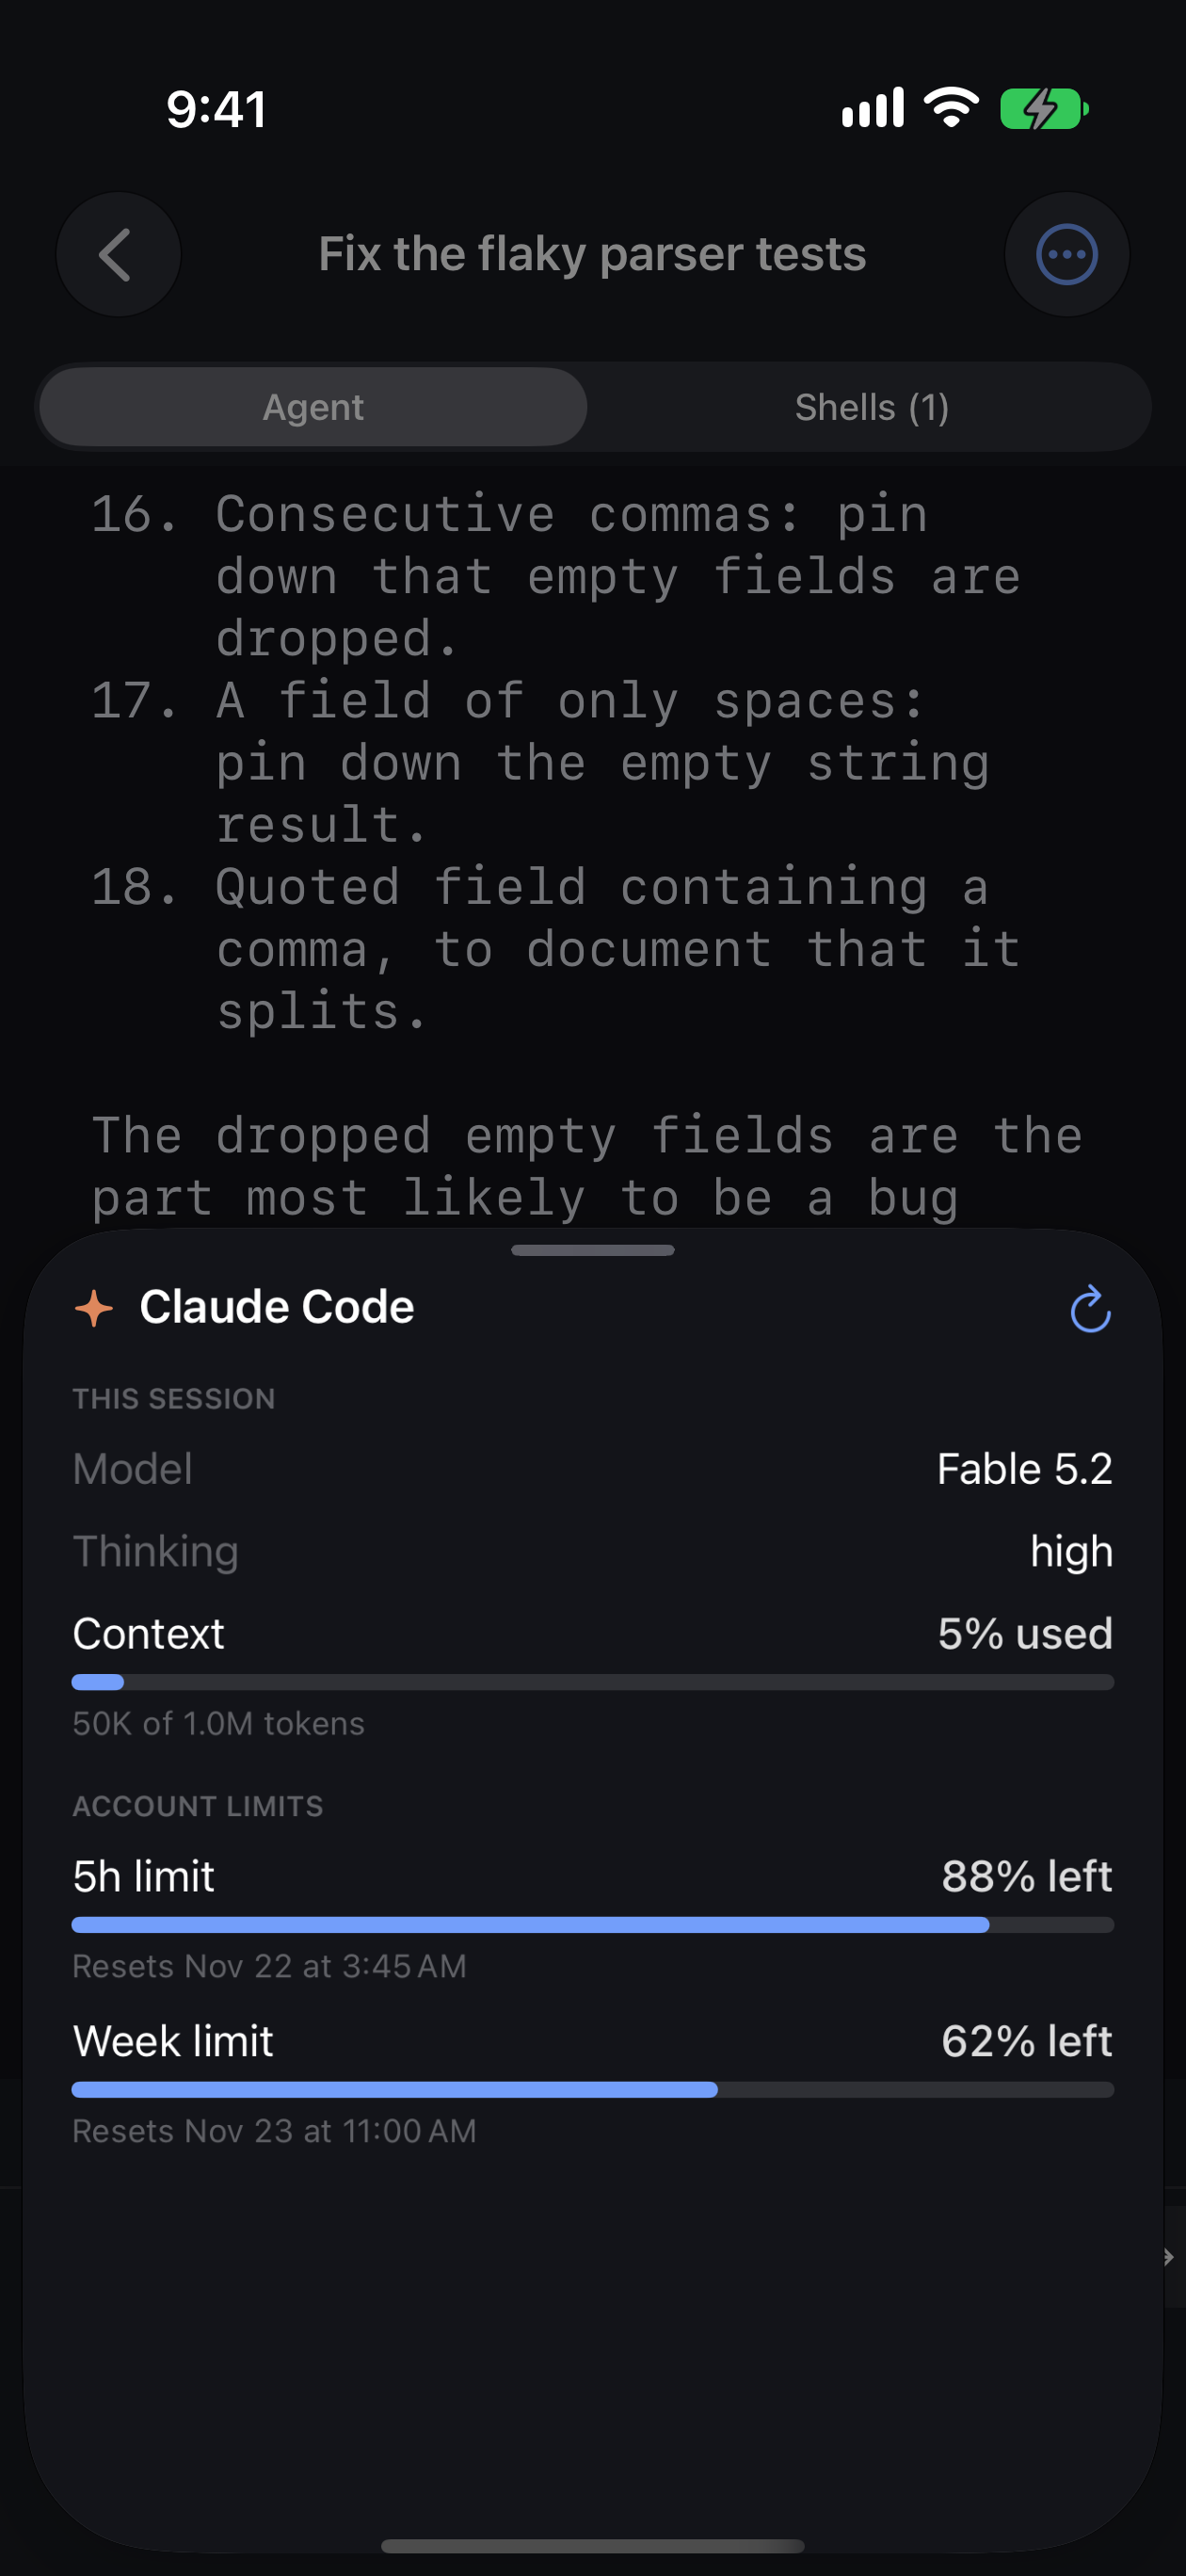 9:41
Fix the flaky parser tests
Agent
Shells (1)
16. Consecutive commas: pin
down that empty fields are
dropped.
17. A field of only spaces:
pin down the empty string
result.
18. Quoted field containing a
comma, to document that it
splits.
The dropped empty fields are the
part most likely to be a bug
Claude Code
THIS SESSION
Model
Fable 5.2
Thinking
high
Context
5% used
50K of 1.0M tokens
ACCOUNT LIMITS
5h limit
88% left
Resets Nov 22 at 3:45 AM
Week limit
62% left
Resets Nov 23 at 11:00 AM